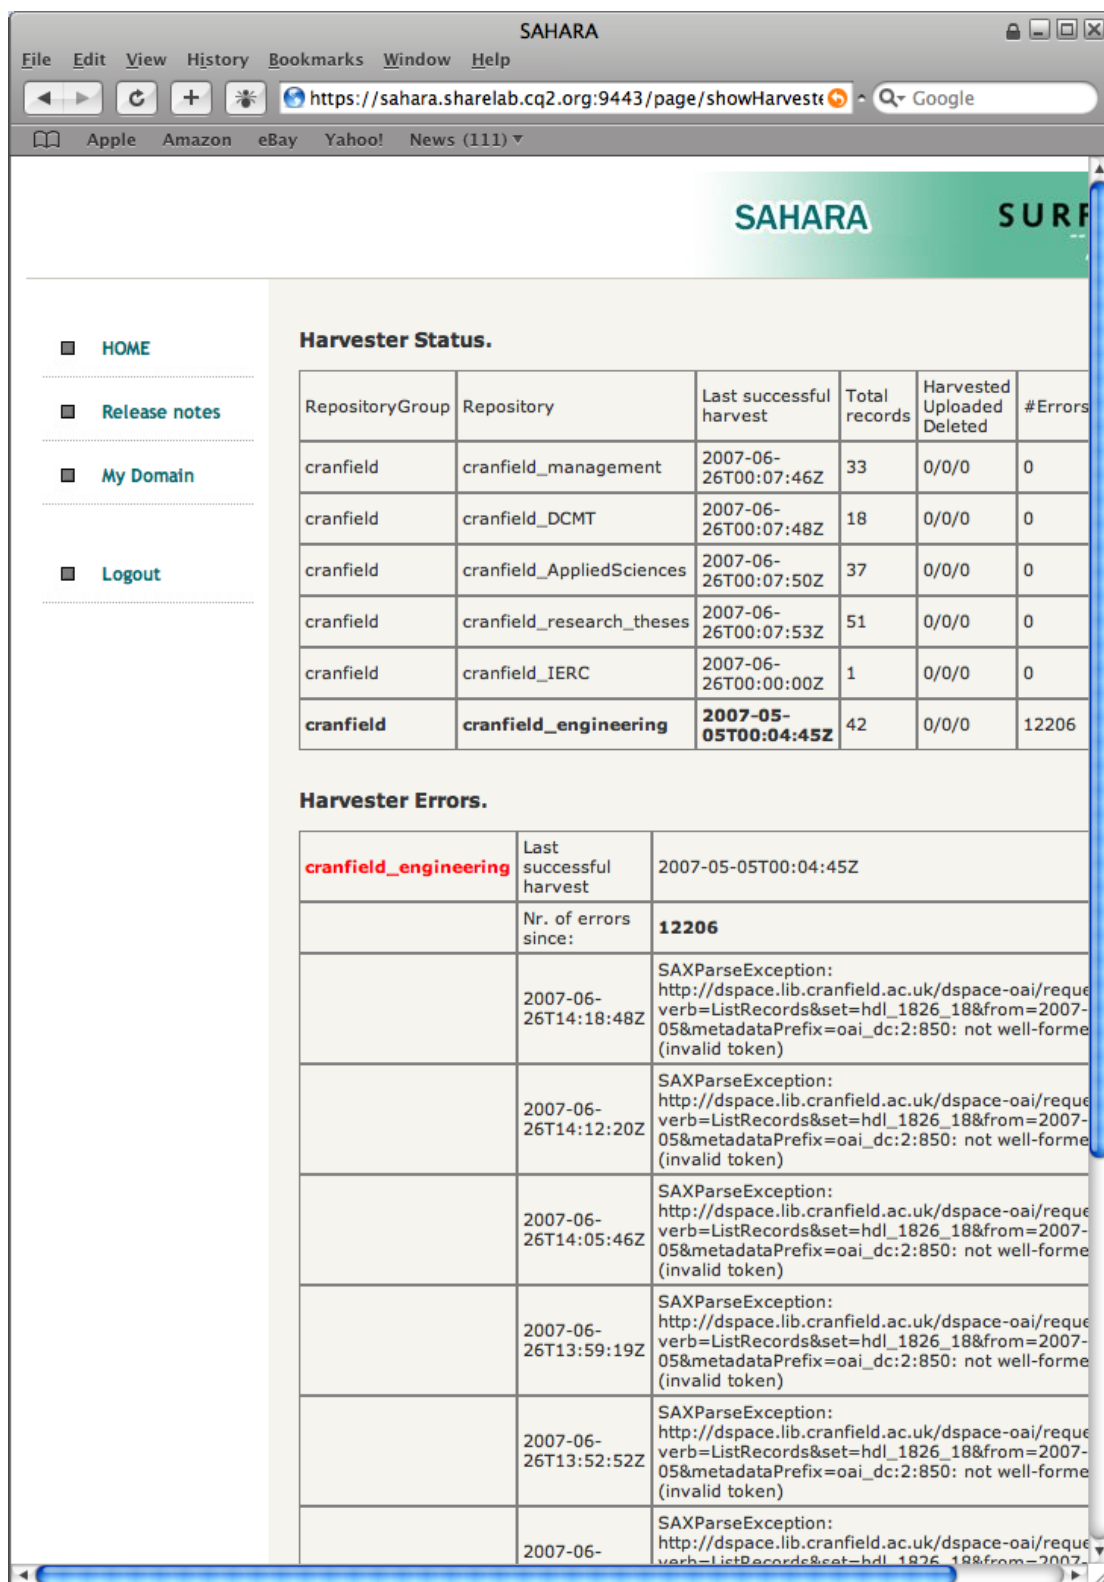 SAHARA
File Edit View History Bookmarks Window Help
https://sahara.sharelab.cq2.org:9443/page/showHarveste
Google
Apple Amazon eBay Yahoo! News (111)
SAHARA SURF
HOME
Release notes
My Domain
Logout
Harvester Status.
RepositoryGroup Repository Last successful harvest Total records Harvested Uploaded Deleted #Errors
cranfield cranfield_management 2007-06-26T00:07:46Z 33 0/0/0 0
cranfield cranfield_DCMT 2007-06-26T00:07:48Z 18 0/0/0 0
cranfield cranfield_AppliedSciences 2007-06-26T00:07:50Z 37 0/0/0 0
cranfield cranfield_research_theses 2007-06-26T00:07:53Z 51 0/0/0 0
cranfield cranfield_IERC 2007-06-26T00:00:00Z 1 0/0/0 0
cranfield cranfield_engineering 2007-05-05T00:04:45Z 42 0/0/0 12206
Harvester Errors.
cranfield_engineering Last successful harvest 2007-05-05T00:04:45Z
Nr. of errors since: 12206
2007-06-26T14:18:48Z
SAXParseException:
http://dspace.lib.cranfield.ac.uk/dspace-oai/reque
verb=ListRecords&set=hdl_1826_18&from=2007-
05&metadataPrefix=oai_dc:2:850: not well-forme
(invalid token)
2007-06-26T14:12:20Z
SAXParseException:
http://dspace.lib.cranfield.ac.uk/dspace-oai/reque
verb=ListRecords&set=hdl_1826_18&from=2007-
05&metadataPrefix=oai_dc:2:850: not well-forme
(invalid token)
2007-06-26T14:05:46Z
SAXParseException:
http://dspace.lib.cranfield.ac.uk/dspace-oai/reque
verb=ListRecords&set=hdl_1826_18&from=2007-
05&metadataPrefix=oai_dc:2:850: not well-forme
(invalid token)
2007-06-26T13:59:19Z
SAXParseException:
http://dspace.lib.cranfield.ac.uk/dspace-oai/reque
verb=ListRecords&set=hdl_1826_18&from=2007-
05&metadataPrefix=oai_dc:2:850: not well-forme
(invalid token)
2007-06-26T13:52:52Z
SAXParseException:
http://dspace.lib.cranfield.ac.uk/dspace-oai/reque
verb=ListRecords&set=hdl_1826_18&from=2007-
05&metadataPrefix=oai_dc:2:850: not well-forme
(invalid token)
2007-06-
SAXParseException:
http://dspace.lib.cranfield.ac.uk/dspace-oai/reque
verb=ListRecords&set=hdl_1826_18&from=2007-